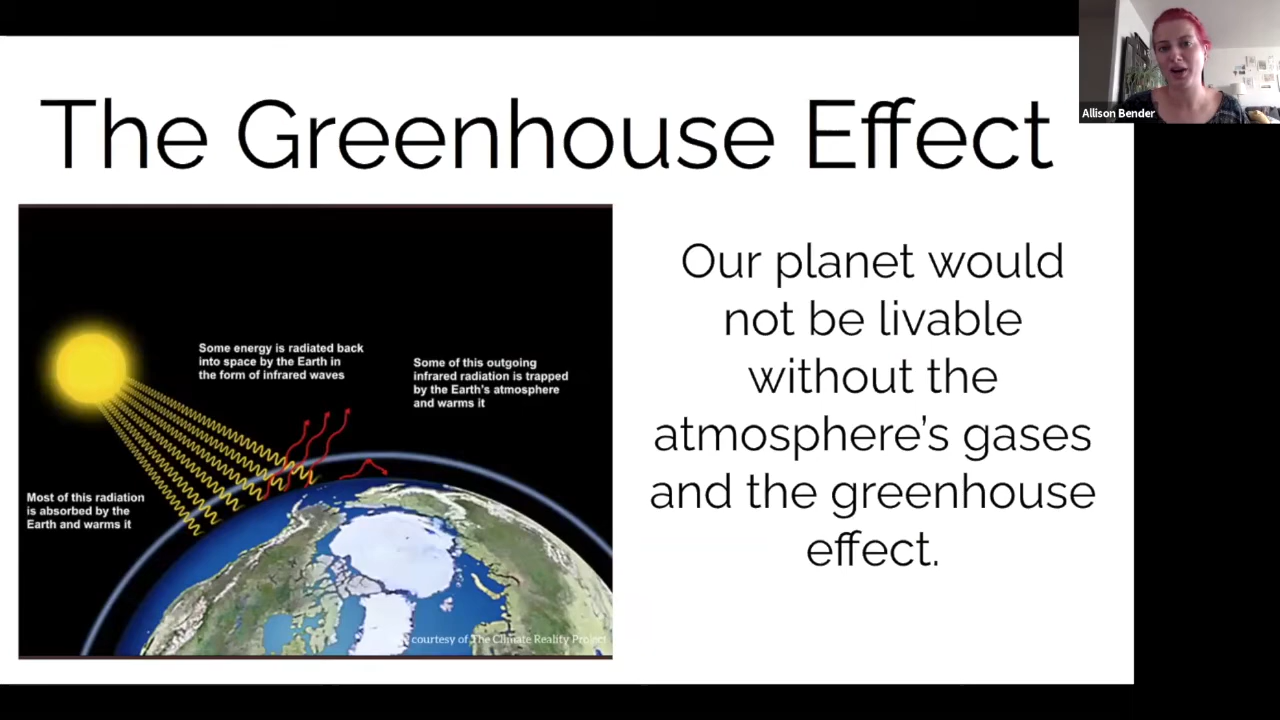 The Greenhouse Effect
Allison Bender
Some energy is radiated back
into space by the Earth in
the form of infrared waves
Some of this outgoing
infrared radiation is trapped
by the Earth's atmosphere
and warms it
Most of this radiation
is absorbed by the
Earth and warms it
courtesy of The Climate Reality Project
Our planet would
not be livable
without the
atmosphere's gases
and the greenhouse
effect.